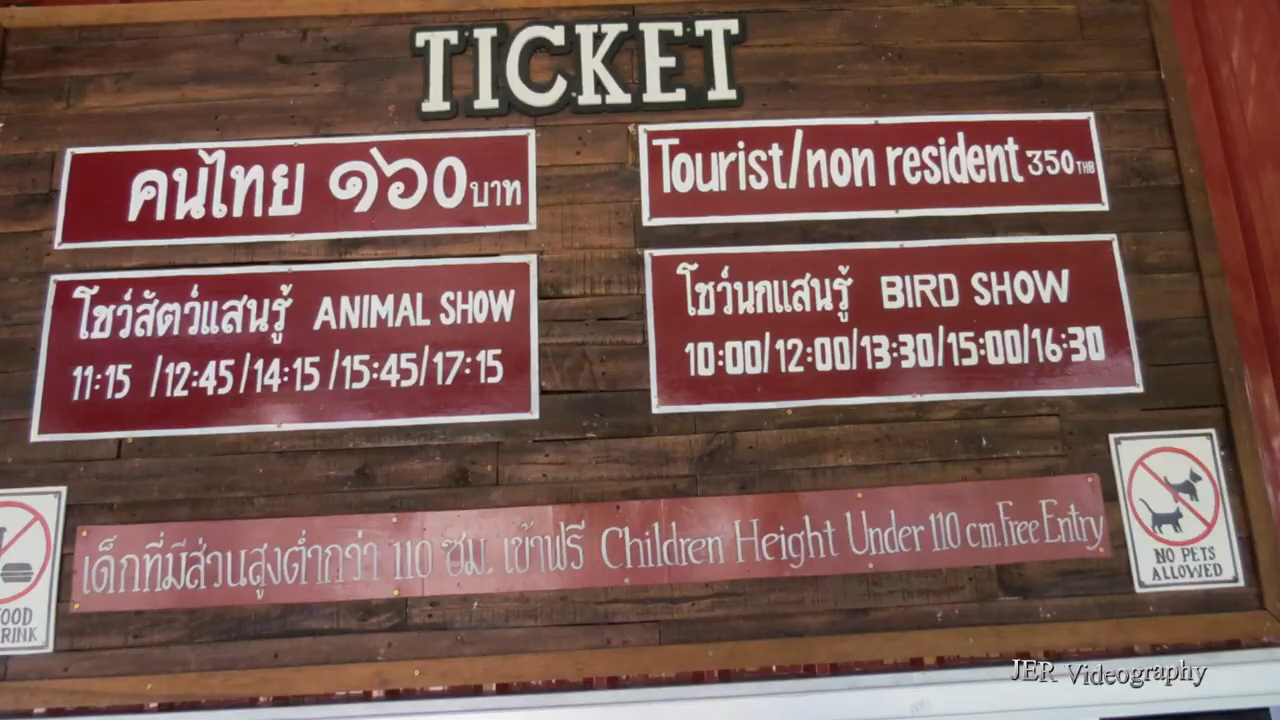 TICKET
คนไทย ๑๖๐ บาท
Tourist/non resident 350 THB
โชว์สัตว์แสนรู้ ANIMAL SHOW
11:15 /12:45/14:15/15:45/17:15
โชว์นกแสนรู้ BIRD SHOW
10:00/12:00/13:30/15:00/16:30
เด็กที่มีส่วนสูงต่ำกว่า 110 ซม. เข้าฟรี Children Height Under 110 cm. Free Entry
NO PETS
ALLOWED
JER Videography